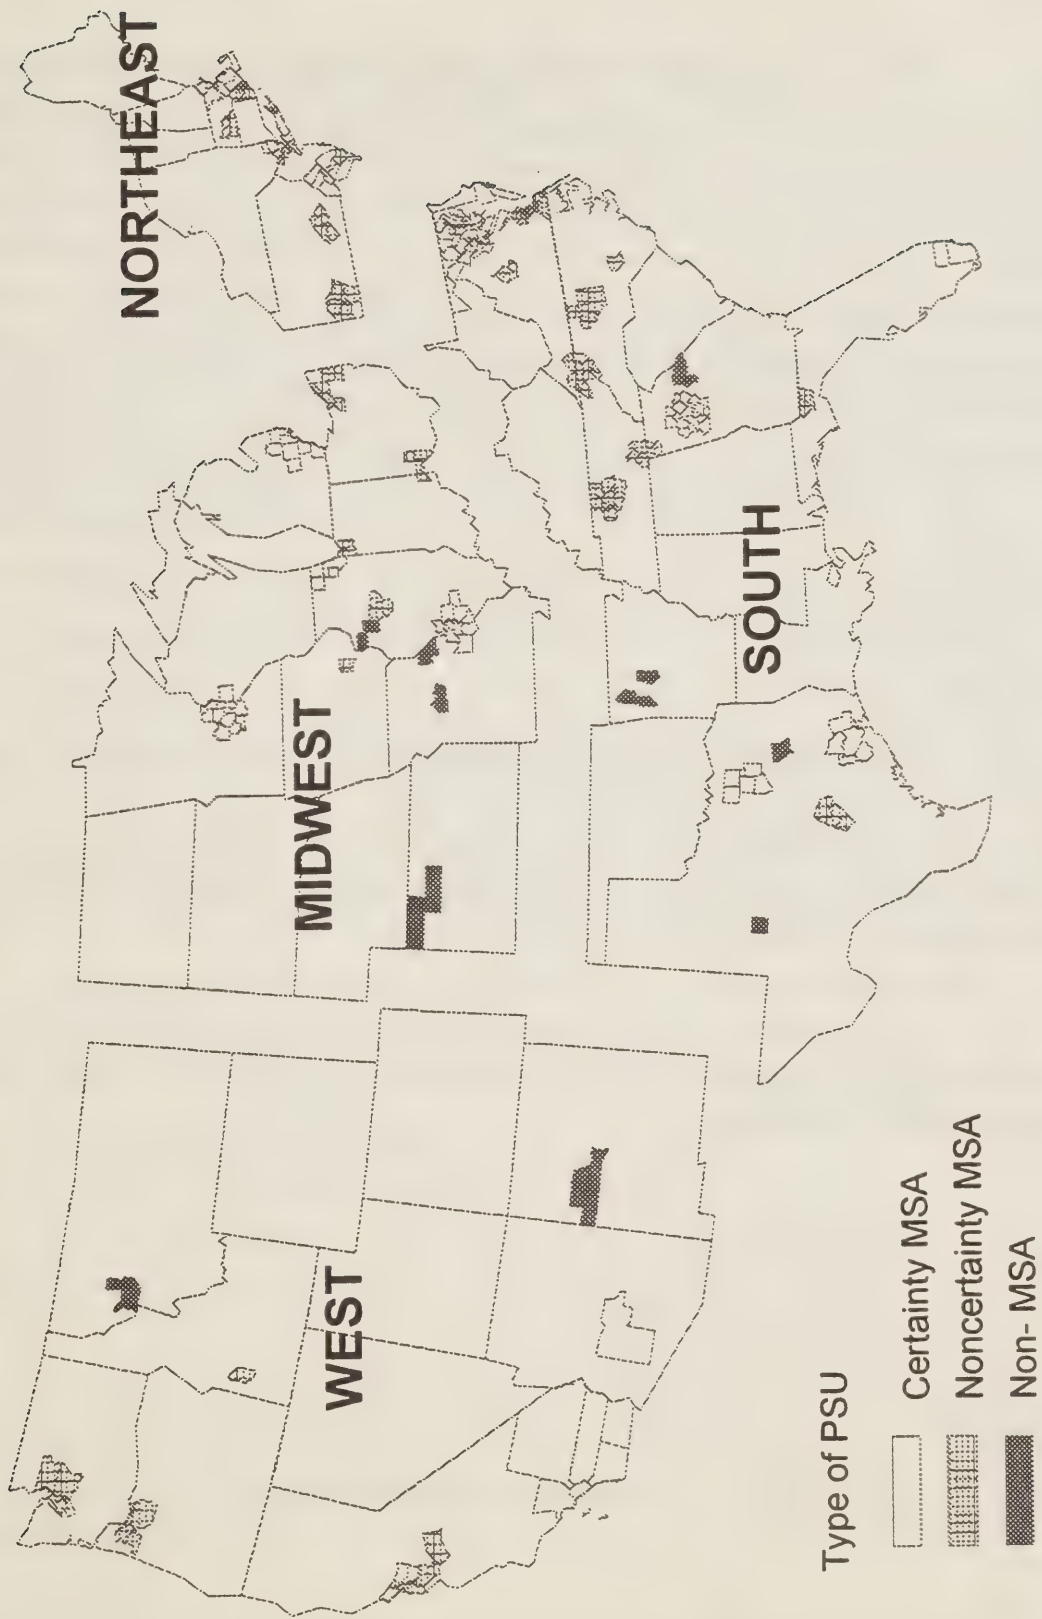 NORTHEAST
MIDWEST
SOUTH
WEST
Type of PSU
Certainty MSA
Noncertainty MSA
Non- MSA